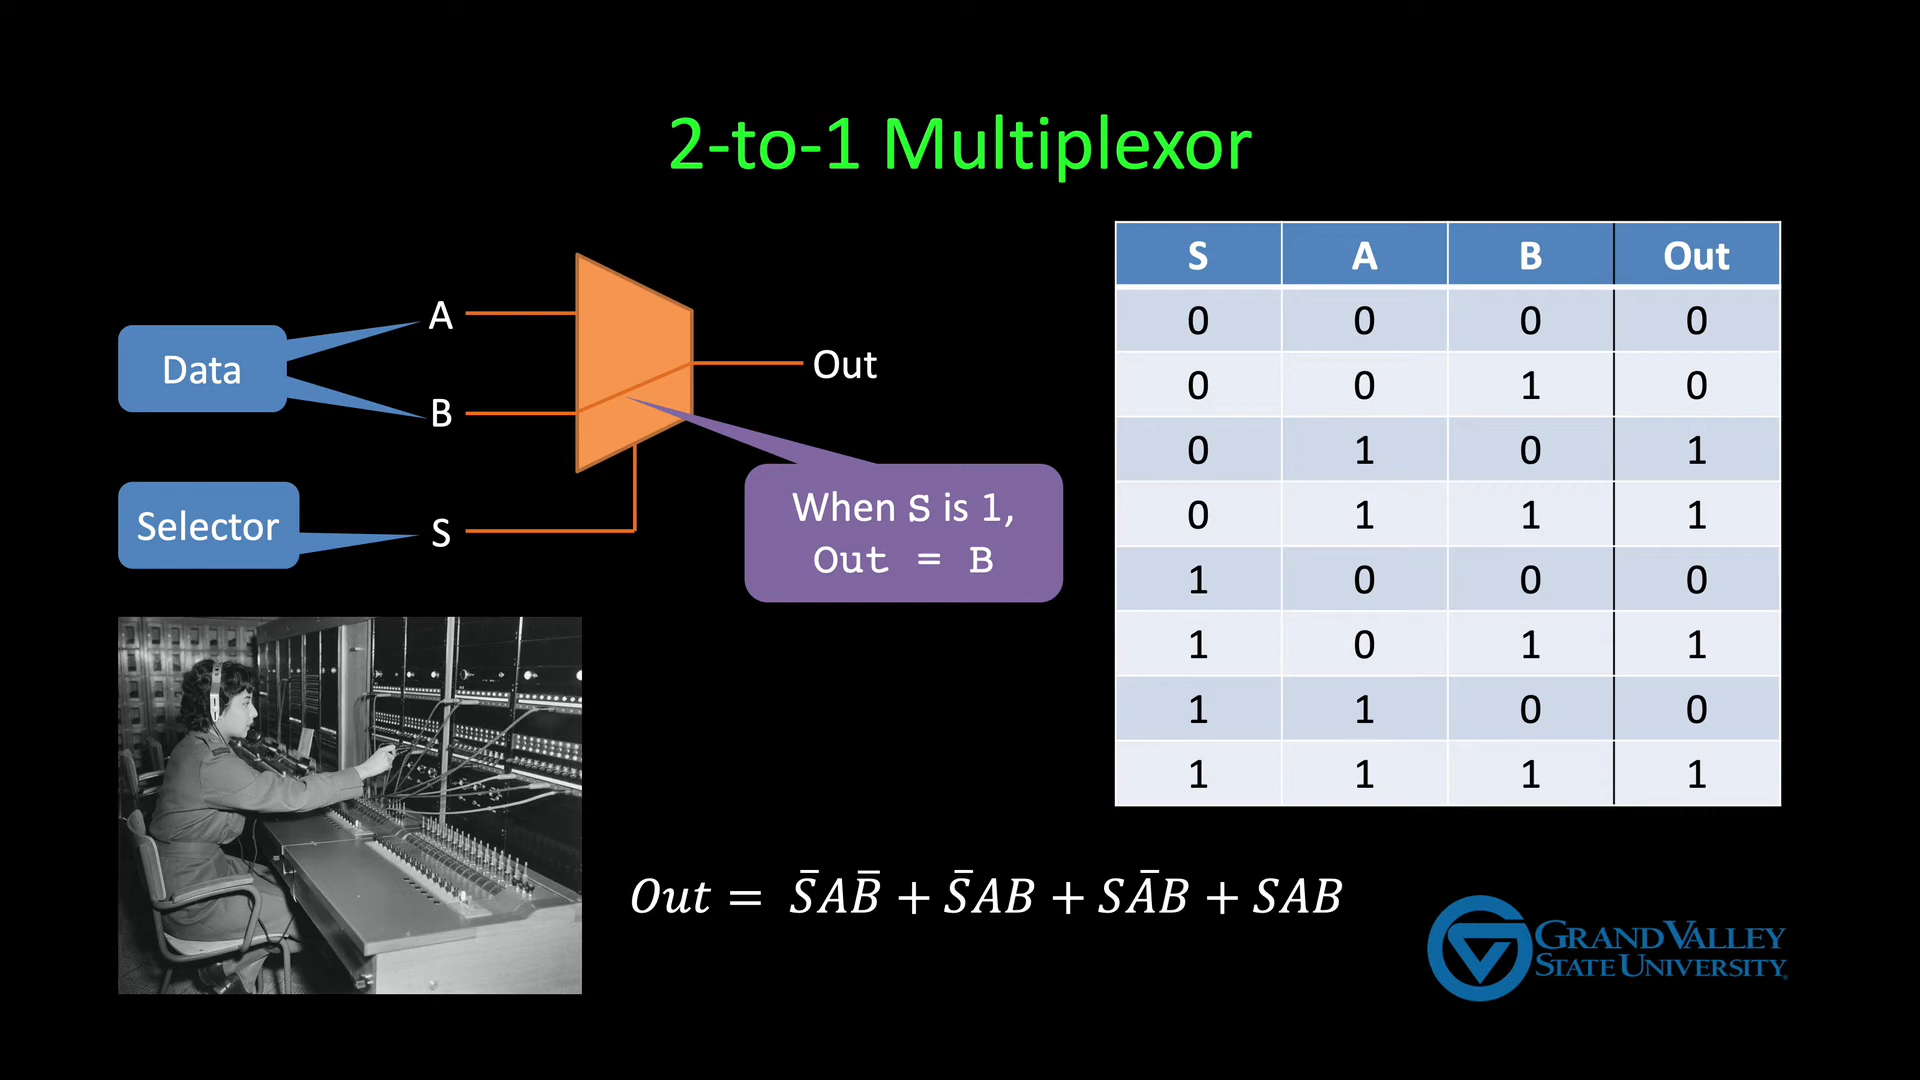 2-to-1 Multiplexor
Data
Selector
A
B
S
Out
When S is 1,
Out = B
S A B Out
0 0 0 0
0 0 1 0
0 1 0 1
0 1 1 1
1 0 0 0
1 0 1 1
1 1 0 0
1 1 1 1
Out = S̅AB̅ + S̅AB + SA̅B + SAB
GRAND VALLEY
STATE UNIVERSITY